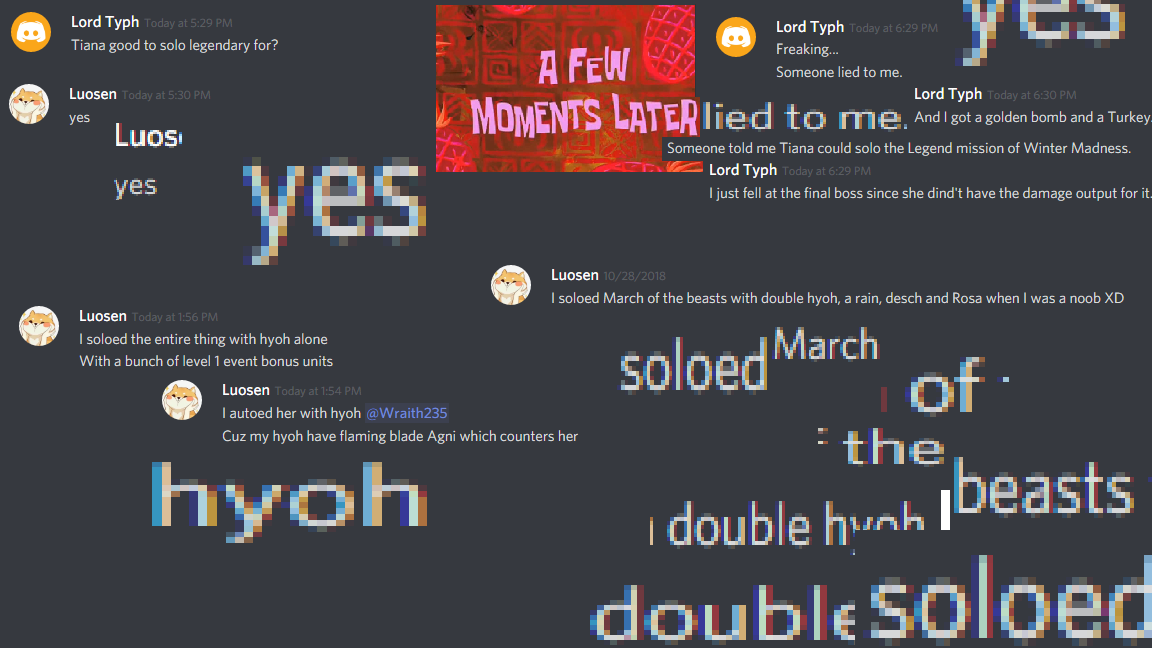 Lord Typh Today at 5:29 PM
Tiana good to solo legendary for?
Luosen Today at 5:30 PM
yes
Luos
yes
yes
A FEW
MOMENTS LATER
Lord Typh Today at 6:29 PM
Freaking...
Someone lied to me.
yes
lied to me.
Lord Typh Today at 6:30 PM
And I got a golden bomb and a Turkey.
Someone told me Tiana could solo the Legend mission of Winter Madness.
Lord Typh Today at 6:29 PM
I just fell at the final boss since she dind't have the damage output for it.
Luosen 10/28/2018
I soloed March of the beasts with double hyoh, a rain, desch and Rosa when I was a noob XD
Luosen Today at 1:56 PM
I soloed the entire thing with hyoh alone
With a bunch of level 1 event bonus units
Luosen Today at 1:54 PM
I autoed her with hyoh @Wraith235
Cuz my hyoh have flaming blade Agni which counters her
hyoh
soloed
March
of
the
beasts
double hyoh
double
soloed